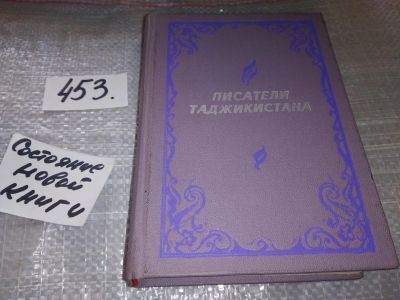 453.
Состояние
новой
книги
ПИСАТЕЛИ
ТАДЖИКИСТАНА